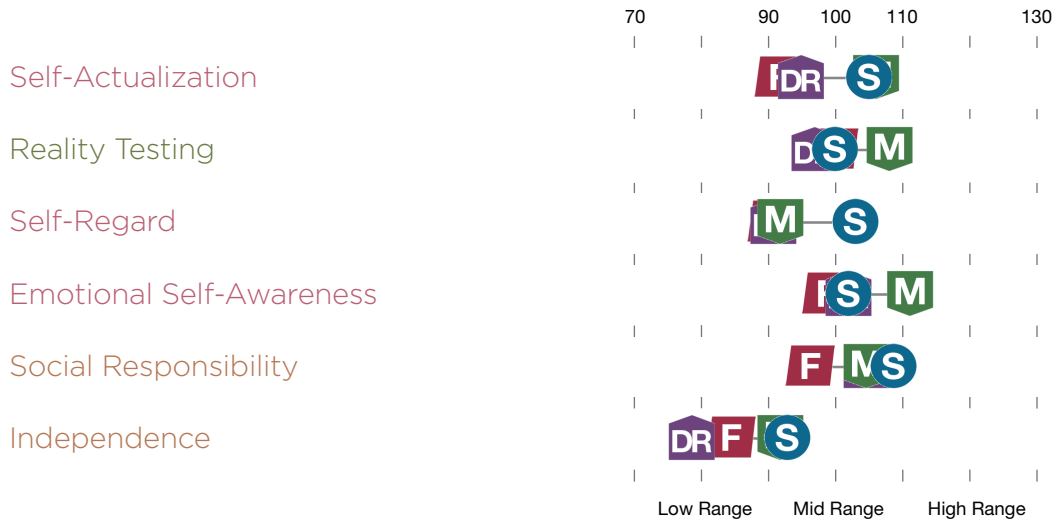 70 90 100 110 130
Self-Actualization DR S
Reality Testing S M
Self-Regard M S
Emotional Self-Awareness S M
Social Responsibility F M S
Independence DR F S
Low Range Mid Range High Range